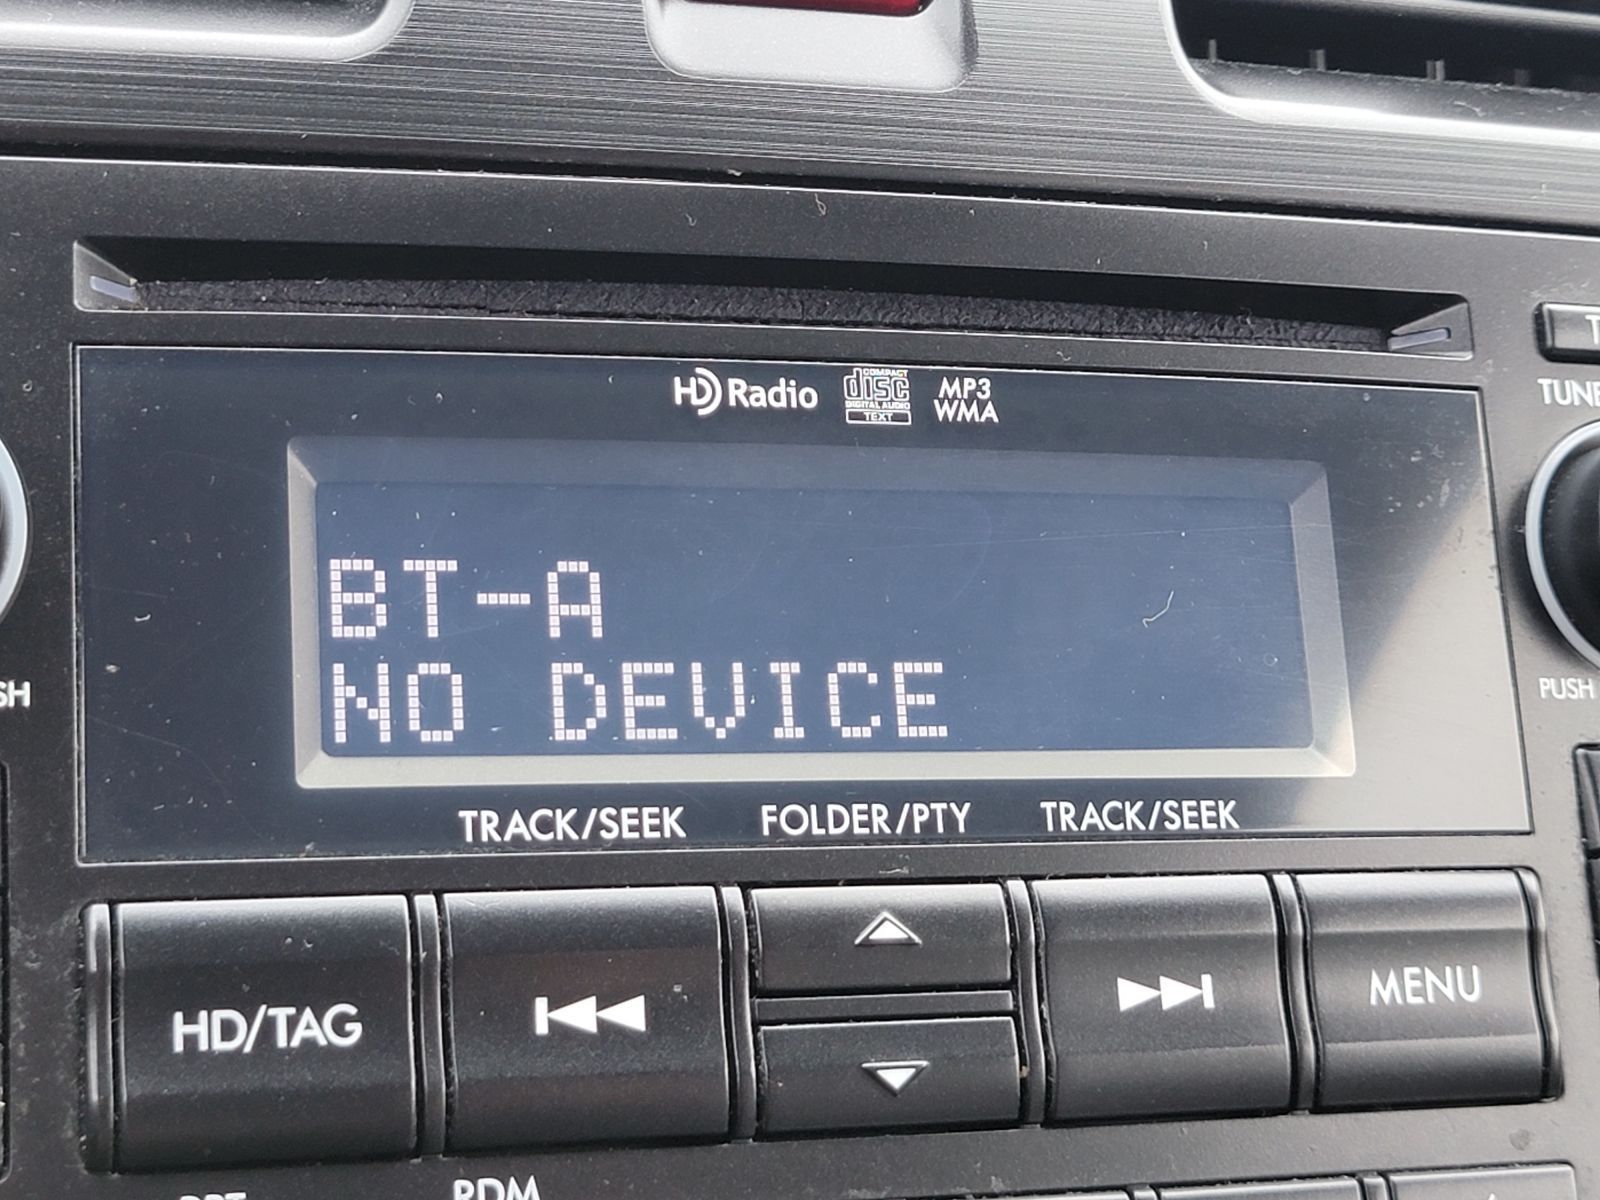 HD Radio
COMPACT
disc
DIGITAL AUDIO
TEXT
MP3
WMA
TUNE
BT-A
NO DEVICE
PUSH
TRACK/SEEK FOLDER/PTY TRACK/SEEK
HD/TAG
MENU
RPT RDM